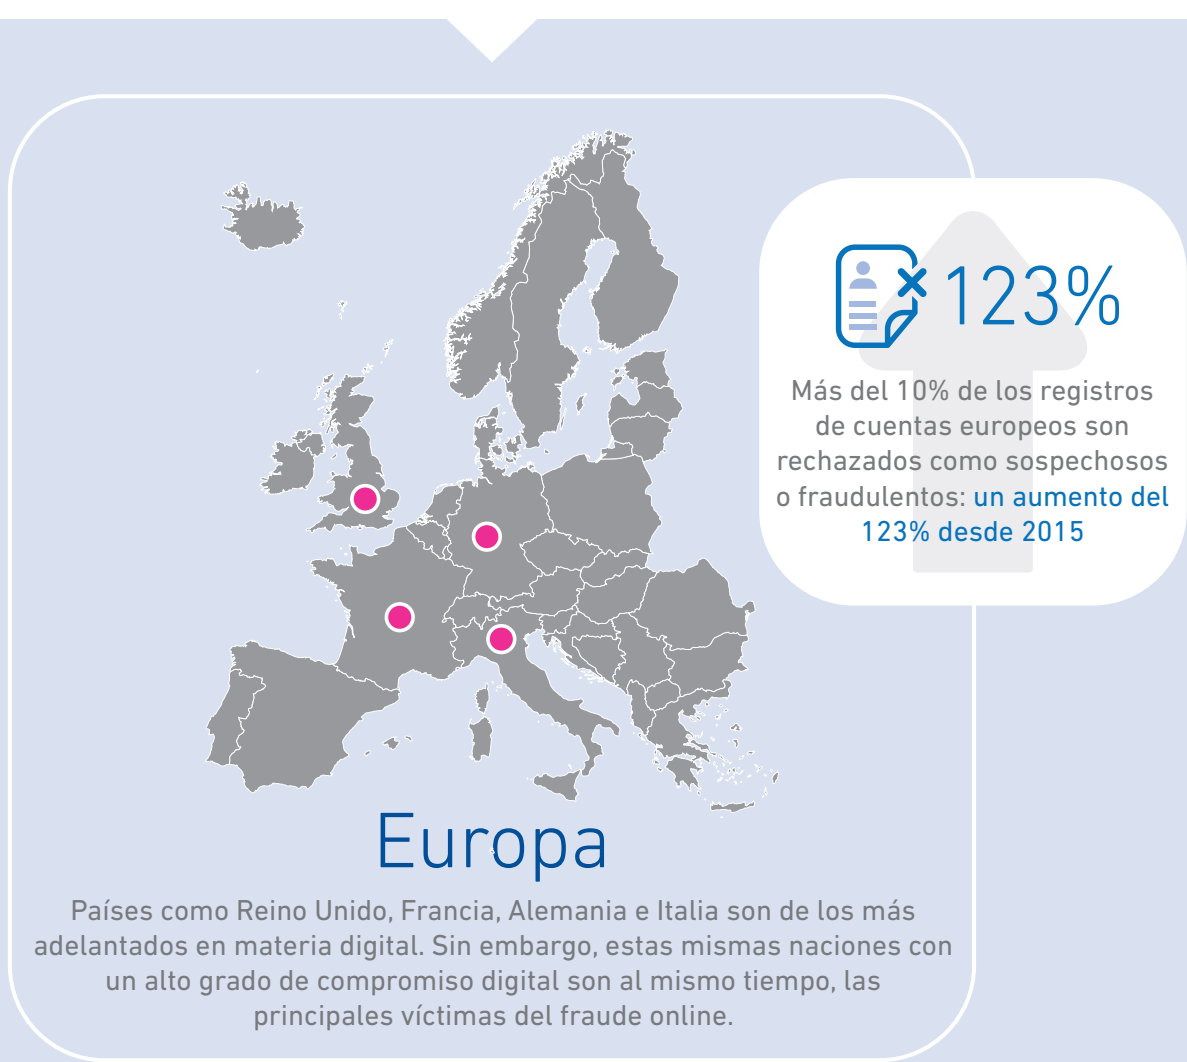 123%
Más del 10% de los registros
de cuentas europeos son
rechazados como sospechosos
o fraudulentos: un aumento del
123% desde 2015
Europa
Países como Reino Unido, Francia, Alemania e Italia son de los más
adelantados en materia digital. Sin embargo, estas mismas naciones con
un alto grado de compromiso digital son al mismo tiempo, las
principales víctimas del fraude online.